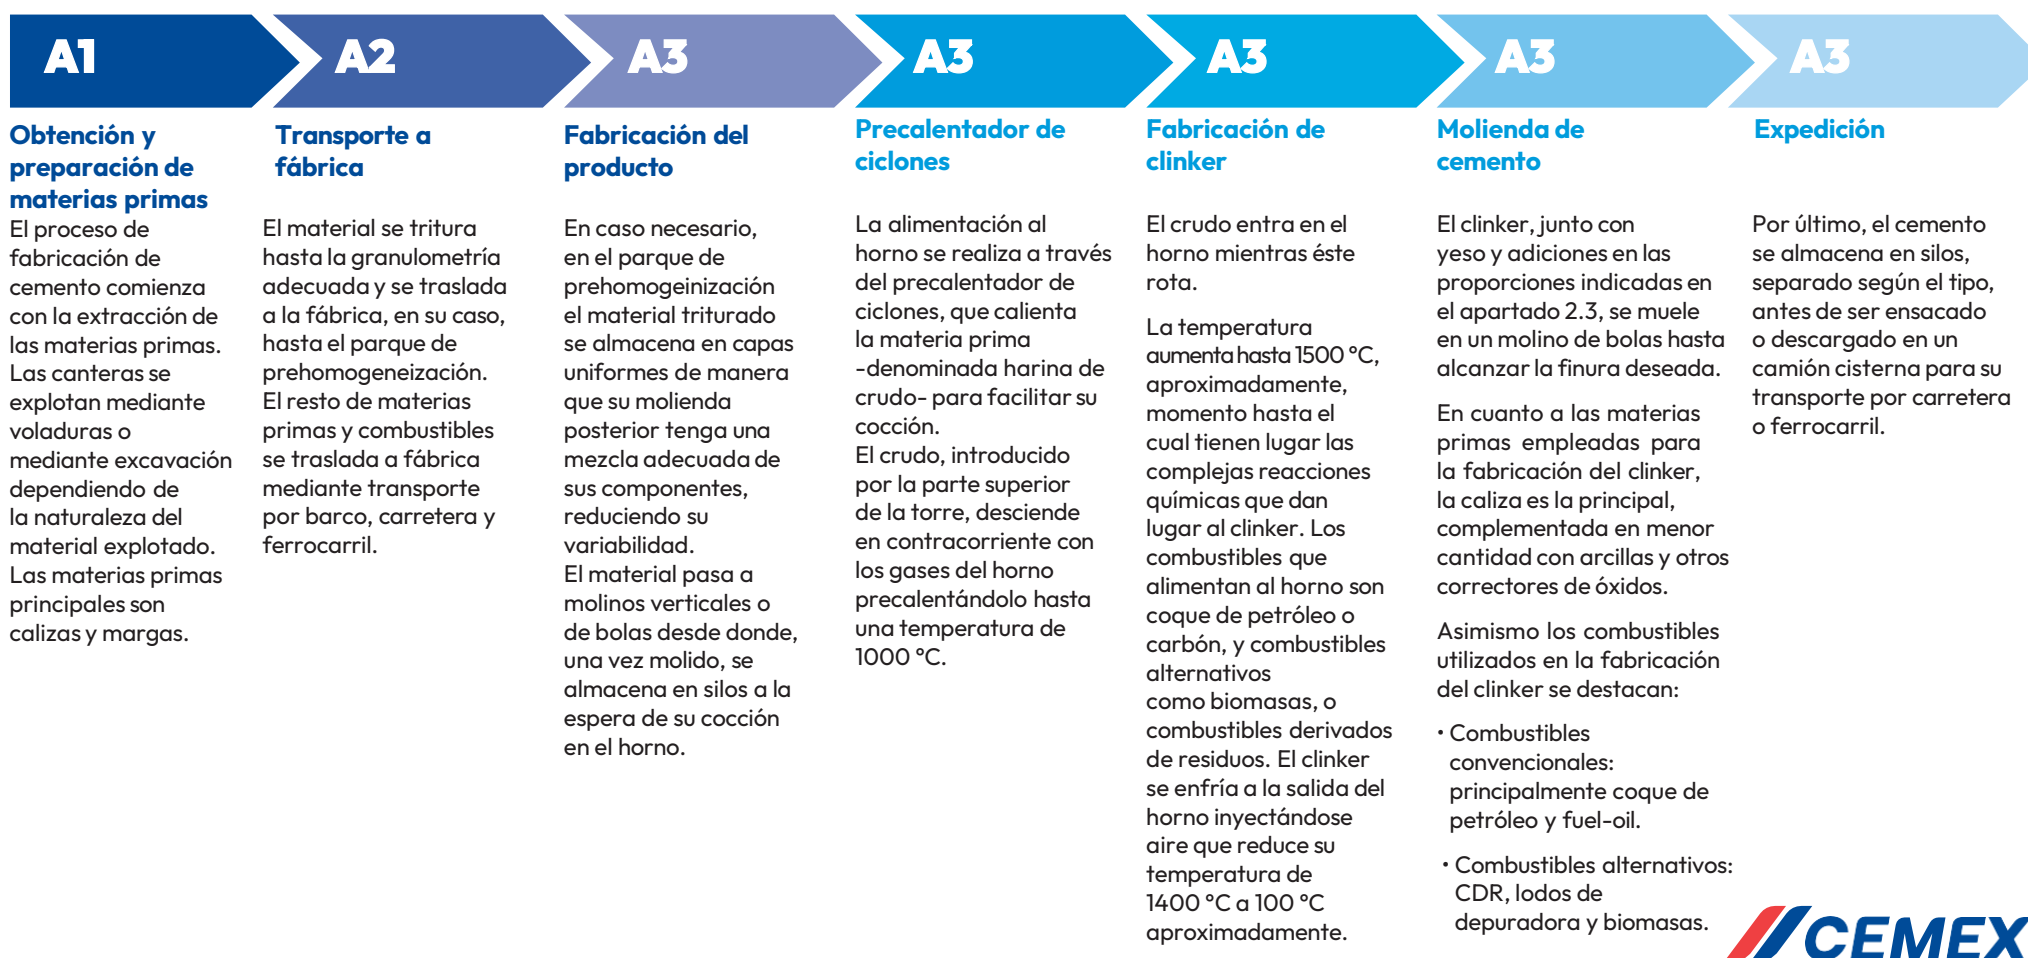 A1
Obtención y
preparación de
materias primas
El proceso de
fabricación de
cemento comienza
con la extracción de
las materias primas.
Las canteras se
explotan mediante
voladuras o
mediante excavación
dependiendo de
la naturaleza del
material explotado.
Las materias primas
principales son
calizas y margas.
A2
Transporte a
fábrica
El material se tritura
hasta la granulometría
adecuada y se traslada
a la fábrica, en su caso,
hasta el parque de
prehomogeneización.
El resto de materias
primas y combustibles
se traslada a fábrica
mediante transporte
por barco, carretera y
ferrocarril.
A3
Fabricación del
producto
En caso necesario,
en el parque de
prehomogeinización
el material triturado
se almacena en capas
uniformes de manera
que su molienda
posterior tenga una
mezcla adecuada de
sus componentes,
reduciendo su
variabilidad.
El material pasa a
molinos verticales o
de bolas desde donde,
una vez molido, se
almacena en silos a la
espera de su cocción
en el horno.
A3
Precalentador de
ciclones
La alimentación al
horno se realiza a través
del precalentador de
ciclones, que calienta
la materia prima
-denominada harina de
crudo- para facilitar su
cocción.
El crudo, introducido
por la parte superior
de la torre, desciende
en contracorriente con
los gases del horno
precalentándolo hasta
una temperatura de
1000 °C.
A3
Fabricación de
clinker
El crudo entra en el
horno mientras éste
rota.
La temperatura
aumenta hasta 1500 °C,
aproximadamente,
momento hasta el
cual tienen lugar las
complejas reacciones
químicas que dan
lugar al clinker. Los
combustibles que
alimentan al horno son
coque de petróleo o
carbón, y combustibles
alternativos
como biomasas, o
combustibles derivados
de residuos. El clinker
se enfría a la salida del
horno inyectándose
aire que reduce su
temperatura de
1400 °C a 100 °C
aproximadamente.
A3
Molienda de
cemento
El clinker, junto con
yeso y adiciones en las
proporciones indicadas en
el apartado 2.3, se muele
en un molino de bolas hasta
alcanzar la finura deseada.
En cuanto a las materias
primas empleadas para
la fabricación del clinker,
la caliza es la principal,
complementada en menor
cantidad con arcillas y otros
correctores de óxidos.
Asimismo los combustibles
utilizados en la fabricación
del clinker se destacan:
• Combustibles
convencionales:
principalmente coque de
petróleo y fuel-oil.
• Combustibles alternativos:
CDR, lodos de
depuradora y biomasas.
A3
Expedición
Por último, el cemento
se almacena en silos,
separado según el tipo,
antes de ser ensacado
o descargado en un
camión cisterna para su
transporte por carretera
o ferrocarril.
CEMEX